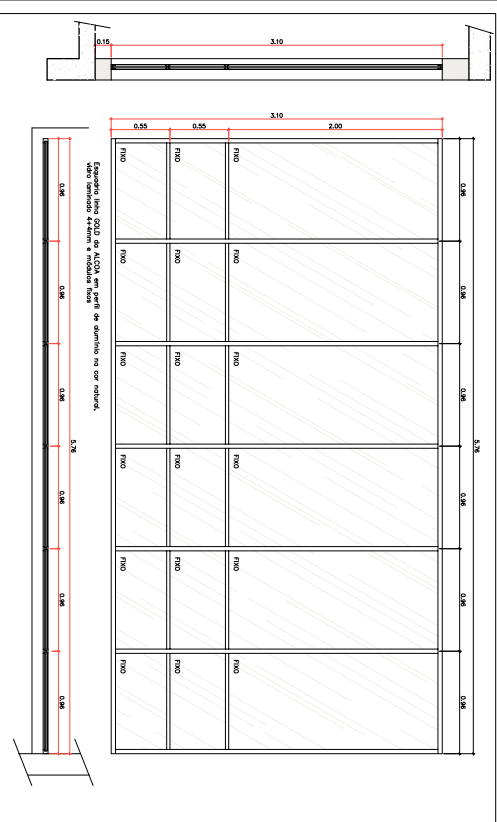 0.15 3.10
3.10
0.55 0.55 2.00
FIXO FIXO FIXO
FIXO FIXO FIXO
FIXO FIXO FIXO
FIXO FIXO FIXO
FIXO FIXO FIXO
FIXO FIXO FIXO
0.96 0.96 0.96 0.96 0.96 0.96
5.76
Esquadria linha GOLD da ALCOA em perfil de alumínio na cor natural,
vidro laminado 4+4mm e módulos fixos
5.76
0.96 0.96 0.96 0.96 0.96 0.96